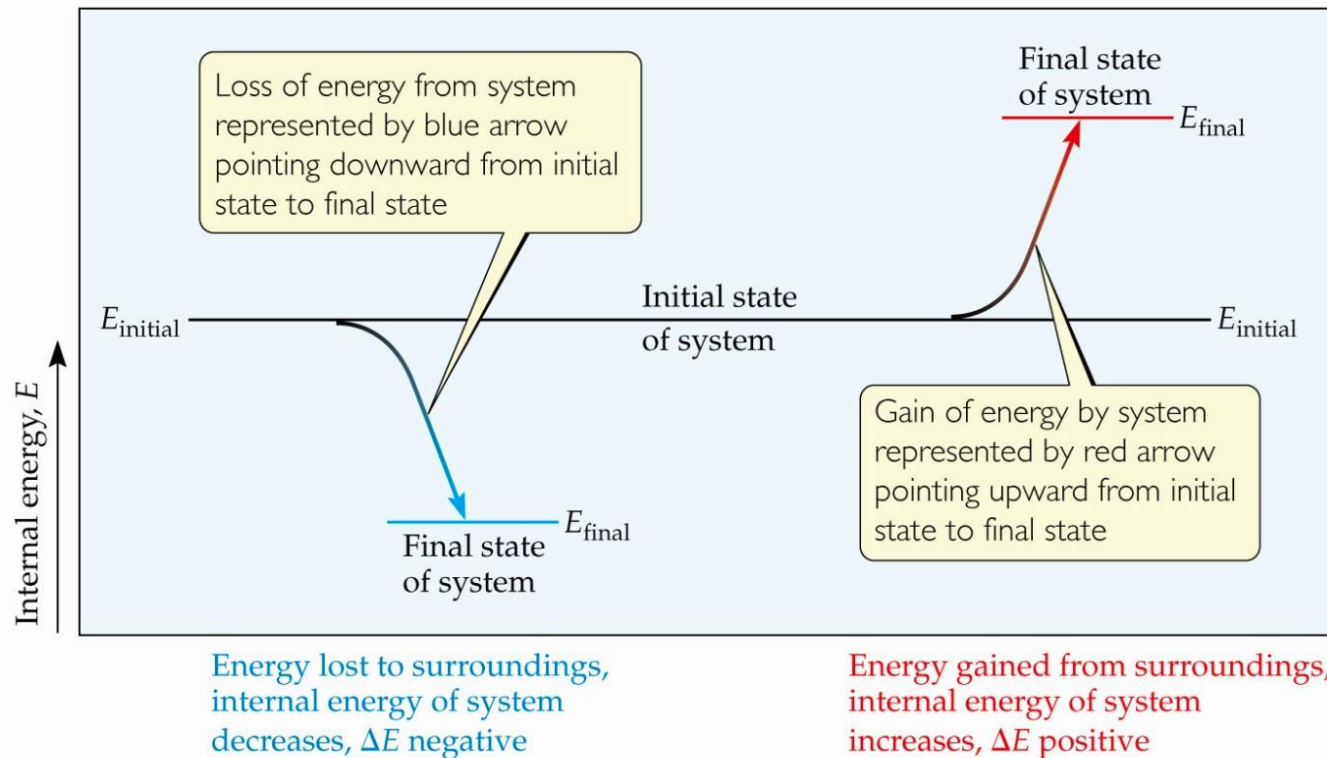 Loss of energy from system
represented by blue arrow
pointing downward from initial
state to final state
Final state
of system
E_final
E_initial
Initial state
of system
E_initial
Internal energy, E
Gain of energy by system
represented by red arrow
pointing upward from initial
state to final state
E_final
Final state
of system
Energy lost to surroundings,
internal energy of system
decreases, ΔE negative
Energy gained from surroundings,
internal energy of system
increases, ΔE positive